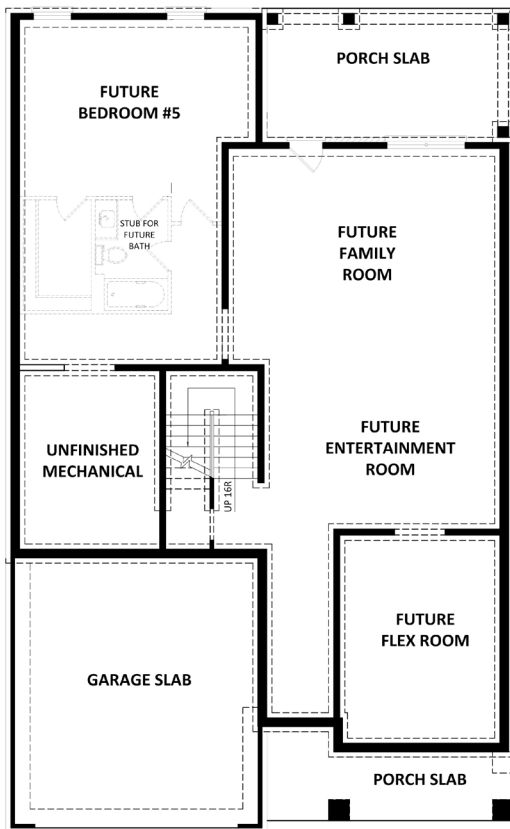 PORCH SLAB
FUTURE
BEDROOM #5
STUB FOR
FUTURE
BATH
FUTURE
FAMILY
ROOM
UNFINISHED
MECHANICAL
UP 16R
FUTURE
ENTERTAINMENT
ROOM
FUTURE
FLEX ROOM
GARAGE SLAB
PORCH SLAB